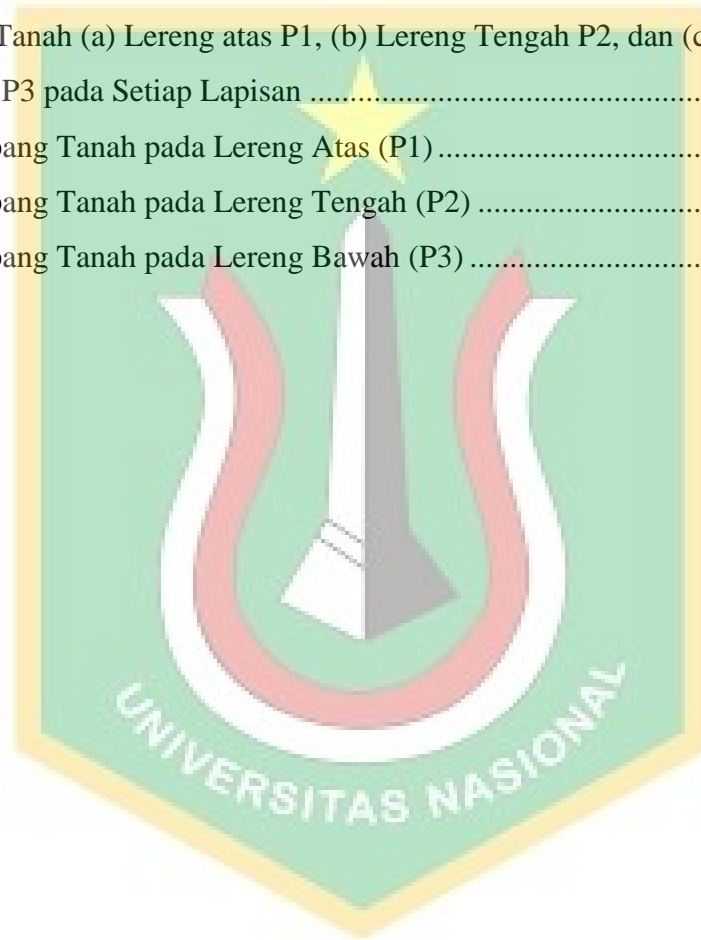 Tanah (a) Lereng atas P1, (b) Lereng Tengah P2, dan (c
P3 pada Setiap Lapisan ..................................................
pang Tanah pada Lereng Atas (P1) .................................
pang Tanah pada Lereng Tengah (P2) ............................
pang Tanah pada Lereng Bawah (P3) .............................
UNIVERSITAS NASIONAL